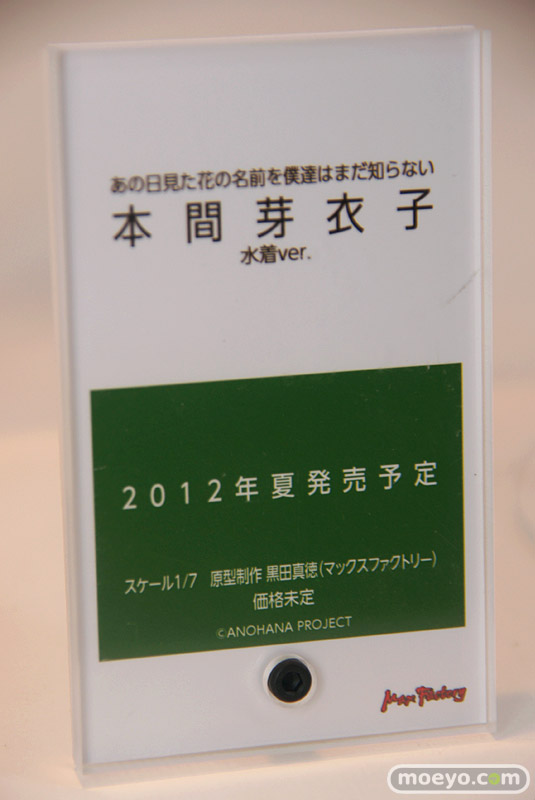 あの日見た花の名前を僕達はまだ知らない
本間芽衣子
水着ver.
2012年夏発売予定
スケール1/7 原型制作 黒田真徳(マックスファクトリー)
価格未定
©ANOHANA PROJECT
Max Factory
moeyo.com